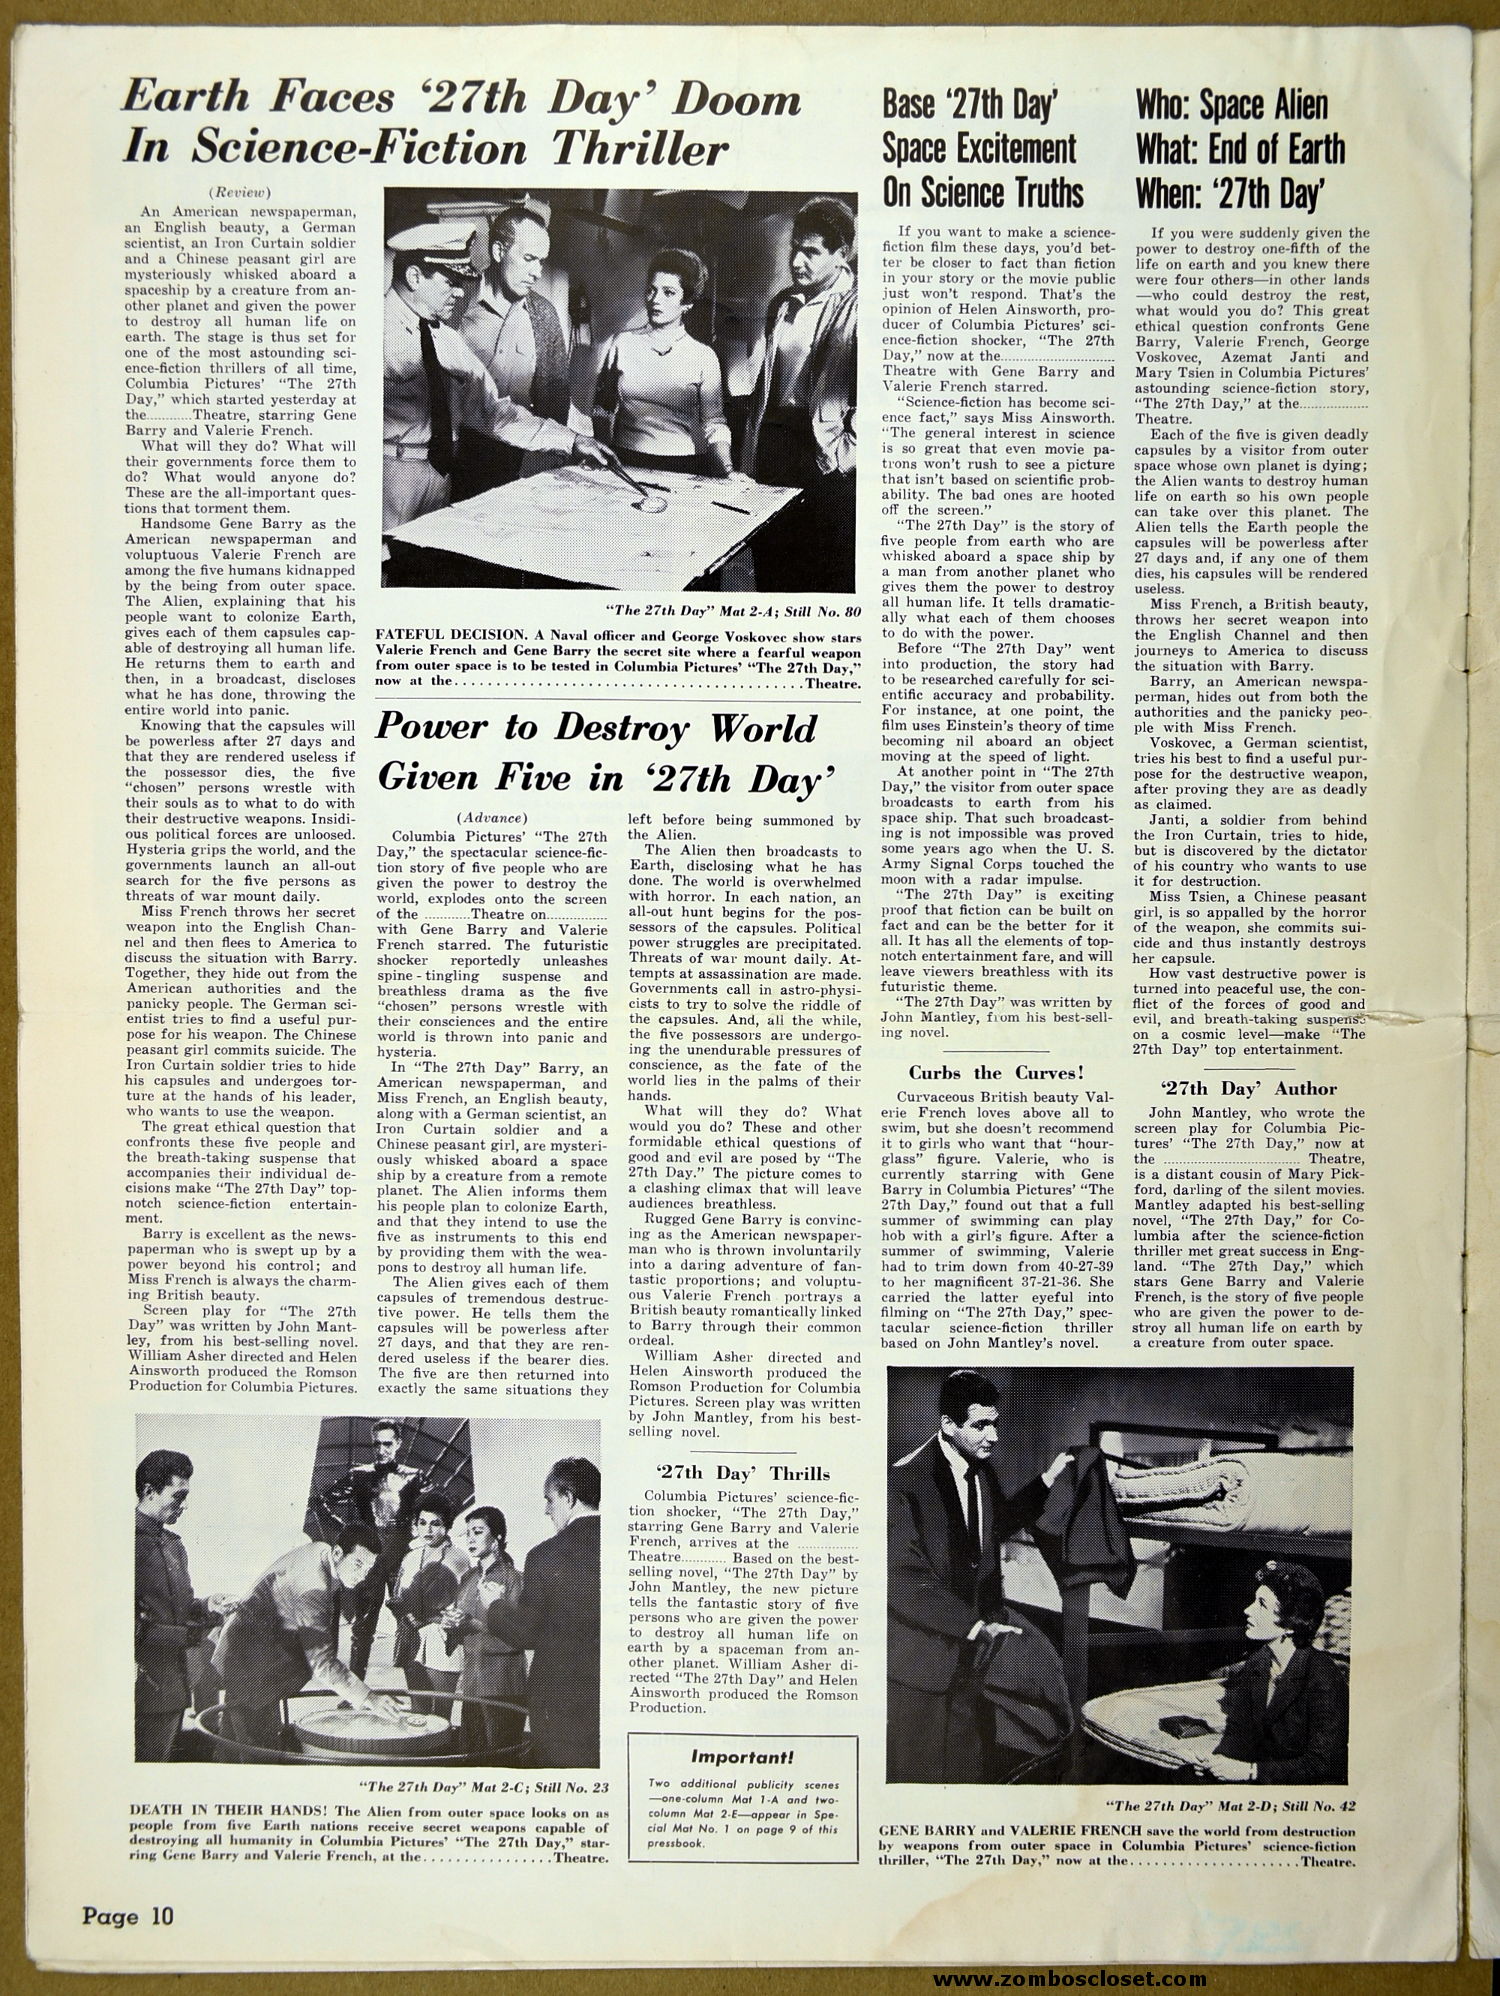 Earth Faces ‘27th Day’ Doom
In Science-Fiction Thriller
(Review)
An American newspaperman,
an English beauty, a German
scientist, an Iron Curtain soldier
and a Chinese peasant girl are
mysteriously whisked aboard a
spaceship by a creature from an-
other planet and given the power
to destroy all human life on
earth. The stage is thus set for
one of the most astounding sci-
ence-fiction thrillers of all time,
Columbia Pictures' “The 27th
Day,” which started yesterday at
the...........Theatre, starring Gene
Barry and Valerie French.
What will they do? What will
their governments force them to
do? What would anyone do?
These are the all-important ques-
tions that torment them.
Handsome Gene Barry as the
American newspaperman and
voluptuous Valerie French are
among the five humans kidnapped
by the being from outer space.
The Alien, explaining that his
people want to colonize Earth,
gives each of them capsules cap-
able of destroying all human life.
He returns them to earth and
then, in a broadcast, discloses
what he has done, throwing the
entire world into panic.
Knowing that the capsules will
be powerless after 27 days and
that they are rendered useless if
the possessor dies, the five
“chosen” persons wrestle with
their souls as to what to do with
their destructive weapons. Insidi-
ous political forces are unloosed.
Hysteria grips the world, and the
governments launch an all-out
search for the five persons as
threats of war mount daily.
Miss French throws her secret
weapon into the English Chan-
nel and then flees to America to
discuss the situation with Barry.
Together, they hide out from the
American authorities and the
panicky people. The German sci-
entist tries to find a useful pur-
pose for his weapon. The Chinese
peasant girl commits suicide. The
Iron Curtain soldier tries to hide
his capsules and undergoes tor-
ture at the hands of his leader,
who wants to use the weapon.
The great ethical question that
confronts these five people and
the breath-taking suspense that
accompanies their individual de-
cisions make “The 27th Day” top-
notch science-fiction entertain-
ment.
Barry is excellent as the news-
paperman who is swept up by a
power beyond his control; and
Miss French is always the charm-
ing British beauty.
Screen play for “The 27th
Day” was written by John Mant-
ley, from his best-selling novel.
William Asher directed and Helen
Ainsworth produced the Romson
Production for Columbia Pictures.
“The 27th Day” Mat 2-A; Still No. 80
FATEFUL DECISION. A Naval officer and George Voskovec show stars
Valerie French and Gene Barry the secret site where a fearful weapon
from outer space is to be tested in Columbia Pictures’ “The 27th Day,”
now at the........................................Theatre.
Power to Destroy World
Given Five in ‘27th Day’
(Advance)
Columbia Pictures' “The 27th
Day,” the spectacular science-fic-
tion story of five people who are
given the power to destroy the
world, explodes onto the screen
of the ...........Theatre on...............
with Gene Barry and Valerie
French starred. The futuristic
shocker reportedly unleashes
spine-tingling suspense and
breathless drama as the five
“chosen” persons wrestle with
their consciences and the entire
world is thrown into panic and
hysteria.
In “The 27th Day” Barry, an
American newspaperman, and
Miss French, an English beauty,
along with a German scientist, an
Iron Curtain soldier and a
Chinese peasant girl, are mysteri-
ously whisked aboard a space
ship by a creature from a remote
planet. The Alien informs them
his people plan to colonize Earth,
and that they intend to use the
five as instruments to this end
by providing them with the wea-
pons to destroy all human life.
The Alien gives each of them
capsules of tremendous destruc-
tive power. He tells them the
capsules will be powerless after
27 days, and that they are ren-
dered useless if the bearer dies.
The five are then returned into
exactly the same situations they
left before being summoned by
the Alien.
The Alien then broadcasts to
Earth, disclosing what he has
done. The world is overwhelmed
with horror. In each nation, an
all-out hunt begins for the pos-
sessors of the capsules. Political
power struggles are precipitated.
Threats of war mount daily. At-
tempts at assassination are made.
Governments call in astro-physi-
cists to try to solve the riddle of
the capsules. And, all the while,
the five possessors are undergo-
ing the unendurable pressures of
conscience, as the fate of the
world lies in the palms of their
hands.
What will they do? What
would you do? These and other
formidable ethical questions of
good and evil are posed by “The
27th Day.” The picture comes to
a clashing climax that will leave
audiences breathless.
Rugged Gene Barry is convinc-
ing as the American newspaper-
man who is thrown involuntarily
into a daring adventure of fan-
tastic proportions; and voluptu-
ous Valerie French portrays a
British beauty romantically linked
to Barry through their common
ordeal.
William Asher directed and
Helen Ainsworth produced the
Romson Production for Columbia
Pictures. Screen play was written
by John Mantley, from his best-
selling novel.
‘27th Day’ Thrills
Columbia Pictures’ science-fic-
tion shocker, “The 27th Day,”
starring Gene Barry and Valerie
French, arrives at the ...............
Theatre........... Based on the best-
selling novel, “The 27th Day” by
John Mantley, the new picture
tells the fantastic story of five
persons who are given the power
to destroy all human life on
earth by a spaceman from an-
other planet. William Asher di-
rected “The 27th Day” and Helen
Ainsworth produced the Romson
Production.
Important!
Two additional publicity scenes
—one-column Mat 1-A and two-
column Mat 2-E—appear in Spe-
cial Mat No. 1 on page 9 of this
pressbook.
“The 27th Day” Mat 2-C; Still No. 23
DEATH IN THEIR HANDS! The Alien from outer space looks on as
people from five Earth nations receive secret weapons capable of
destroying all humanity in Columbia Pictures’ “The 27th Day,” star-
ring Gene Barry and Valerie French, at the................Theatre.
Base ‘27th Day’
Space Excitement
On Science Truths
If you want to make a science-
fiction film these days, you'd bet-
ter be closer to fact than fiction
in your story or the movie public
just won't respond. That's the
opinion of Helen Ainsworth, pro-
ducer of Columbia Pictures' sci-
ence-fiction shocker, “The 27th
Day,” now at the............................
Theatre with Gene Barry and
Valerie French starred.
“Science-fiction has become sci-
ence fact,” says Miss Ainsworth.
“The general interest in science
is so great that even movie pa-
trons won't rush to see a picture
that isn't based on scientific prob-
ability. The bad ones are hooted
off the screen.”
“The 27th Day” is the story of
five people from earth who are
whisked aboard a space ship by
a man from another planet who
gives them the power to destroy
all human life. It tells dramatic-
ally what each of them chooses
to do with the power.
Before “The 27th Day” went
into production, the story had
to be researched carefully for sci-
entific accuracy and probability.
For instance, at one point, the
film uses Einstein's theory of time
becoming nil aboard an object
moving at the speed of light.
At another point in “The 27th
Day,” the visitor from outer space
broadcasts to earth from his
space ship. That such broadcast-
ing is not impossible was proved
some years ago when the U. S.
Army Signal Corps touched the
moon with a radar impulse.
“The 27th Day” is exciting
proof that fiction can be built on
fact and can be the better for it
all. It has all the elements of top-
notch entertainment fare, and will
leave viewers breathless with its
futuristic theme.
“The 27th Day” was written by
John Mantley, from his best-sell-
ing novel.
Curbs the Curves!
Curvaceous British beauty Val-
erie French loves above all to
swim, but she doesn't recommend
it to girls who want that “hour-
glass” figure. Valerie, who is
currently starring with Gene
Barry in Columbia Pictures' “The
27th Day,” found out that a full
summer of swimming can play
hob with a girl's figure. After a
summer of swimming, Valerie
had to trim down from 40-27-39
to her magnificent 37-21-36. She
carried the latter eyeful into
filming on “The 27th Day,” spec-
tacular science-fiction thriller
based on John Mantley's novel.
Who: Space Alien
What: End of Earth
When: ‘27th Day’
If you were suddenly given the
power to destroy one-fifth of the
life on earth and you knew there
were four others—in other lands
—who could destroy the rest,
what would you do? This great
ethical question confronts Gene
Barry, Valerie French, George
Voskovec, Azemat Janti and
Mary Tsien in Columbia Pictures'
astounding science-fiction story,
“The 27th Day,” at the.................
Theatre.
Each of the five is given deadly
capsules by a visitor from outer
space whose own planet is dying;
the Alien wants to destroy human
life on earth so his own people
can take over this planet. The
Alien tells the Earth people the
capsules will be powerless after
27 days and, if any one of them
dies, his capsules will be rendered
useless.
Miss French, a British beauty,
throws her secret weapon into
the English Channel and then
journeys to America to discuss
the situation with Barry.
Barry, an American newspa-
perman, hides out from both the
authorities and the panicky peo-
ple with Miss French.
Voskovec, a German scientist,
tries his best to find a useful pur-
pose for the destructive weapon,
after proving they are as deadly
as claimed.
Janti, a soldier from behind
the Iron Curtain, tries to hide,
but is discovered by the dictator
of his country who wants to use
it for destruction.
Miss Tsien, a Chinese peasant
girl, is so appalled by the horror
of the weapon, she commits sui-
cide and thus instantly destroys
her capsule.
How vast destructive power is
turned into peaceful use, the con-
flict of the forces of good and
evil, and breath-taking suspense
on a cosmic level—make “The
27th Day” top entertainment.
‘27th Day’ Author
John Mantley, who wrote the
screen play for Columbia Pic-
tures' “The 27th Day,” now at
the .................................. Theatre,
is a distant cousin of Mary Pick-
ford, darling of the silent movies.
Mantley adapted his best-selling
novel, “The 27th Day,” for Co-
lumbia after the science-fiction
thriller met great success in Eng-
land. “The 27th Day,” which
stars Gene Barry and Valerie
French, is the story of five people
who are given the power to de-
stroy all human life on earth by
a creature from outer space.
“The 27th Day” Mat 2-D; Still No. 42
GENE BARRY and VALERIE FRENCH save the world from destruction
by weapons from outer space in Columbia Pictures’ science-fiction
thriller, “The 27th Day,” now at the.....................Theatre.
Page 10
www.zomboscloset.com